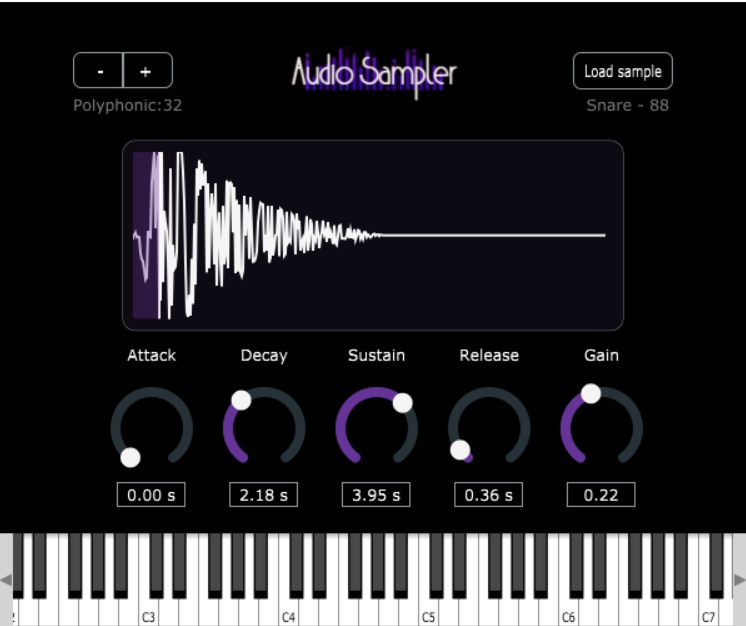 - +
Audio Sampler
Load sample
Polyphonic:32
Snare - 88
Attack Decay Sustain Release Gain
0.00 s 2.18 s 3.95 s 0.36 s 0.22
C3 C4 C5 C6 C7